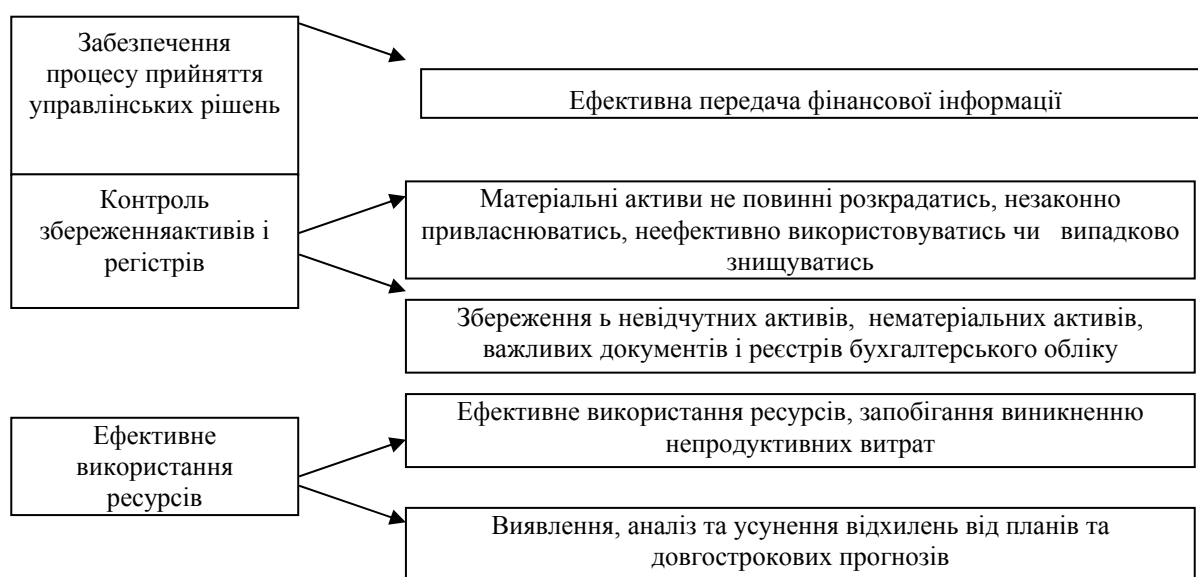 Забезпечення
процесу прийняття
управлінських рішень
Ефективна передача фінансової інформації
Контроль
збереженняактивів і
регістрів
Матеріальні активи не повинні розкрадатись, незаконно
привласнюватись, неефективно використовуватись чи випадково
знищуватись
Збереження ь невідчутних активів, нематеріальних активів,
важливих документів і реєстрів бухгалтерського обліку
Ефективне
використання
ресурсів
Ефективне використання ресурсів, запобігання виникненню
непродуктивних витрат
Виявлення, аналіз та усунення відхилень від планів та
довгострокових прогнозів